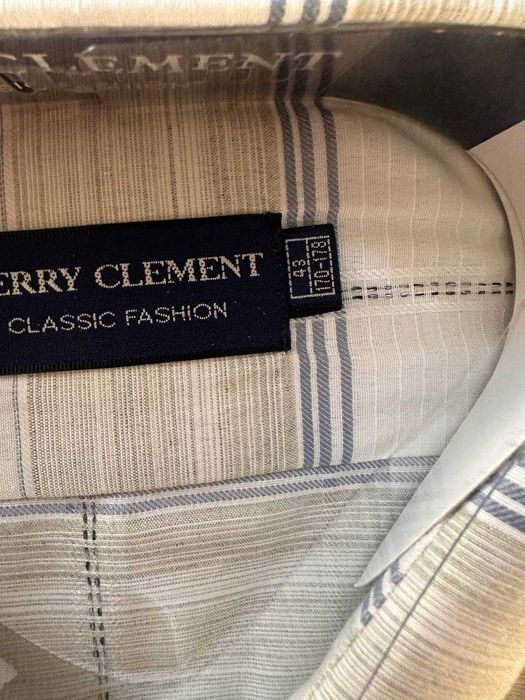 CLEMENT
ERRY CLEMENT
CLASSIC FASHION
43
170-178